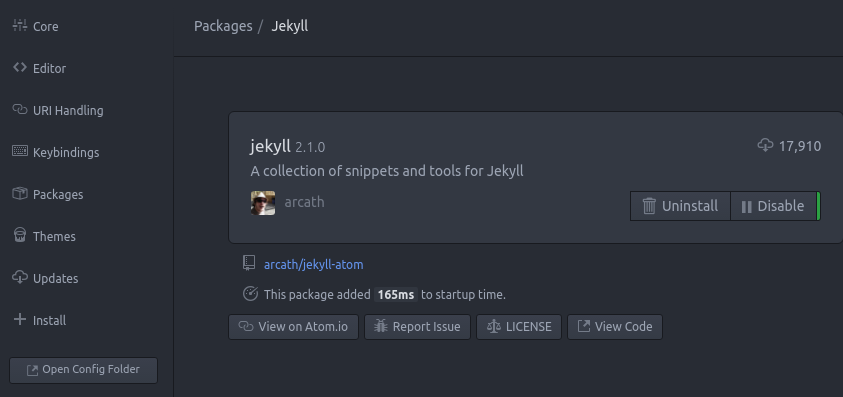 Core
Editor
URI Handling
Keybindings
Packages
Themes
Updates
Install
Open Config Folder
Packages / Jekyll
jekyll 2.1.0
17,910
A collection of snippets and tools for Jekyll
arcath
Uninstall
Disable
arcath/jekyll-atom
This package added 165ms to startup time.
View on Atom.io
Report Issue
LICENSE
View Code